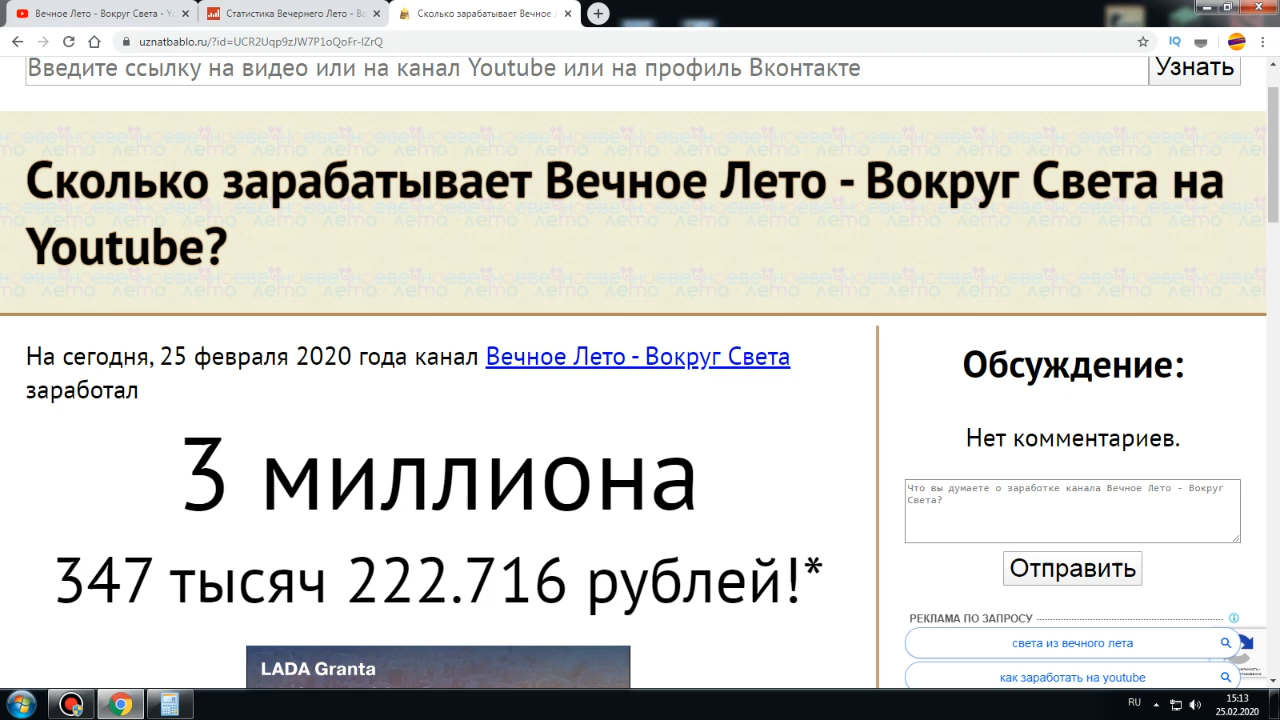 Вечное Лето - Вокруг Света - Yo
Статистика Вечернего Лето - Во
Сколько зарабатывает Вечное Л
uznatbablo.ru/?id=UCR2Uqp9zJW7P1oQoFr-IZrQ
Введите ссылку на видео или на канал Youtube или на профиль Вконтакте
Узнать
Сколько зарабатывает Вечное Лето - Вокруг Света на
Youtube?
На сегодня, 25 февраля 2020 года канал Вечное Лето - Вокруг Света
заработал
3 миллиона
347 тысяч 222.716 рублей!*
LADA Granta
Обсуждение:
Нет комментариев.
Что вы думаете о заработке канала Вечное Лето - Вокруг
Света?
Отправить
РЕКЛАМА ПО ЗАПРОСУ
света из вечного лета
как заработать на youtube
RU
15:13
25.02.2020